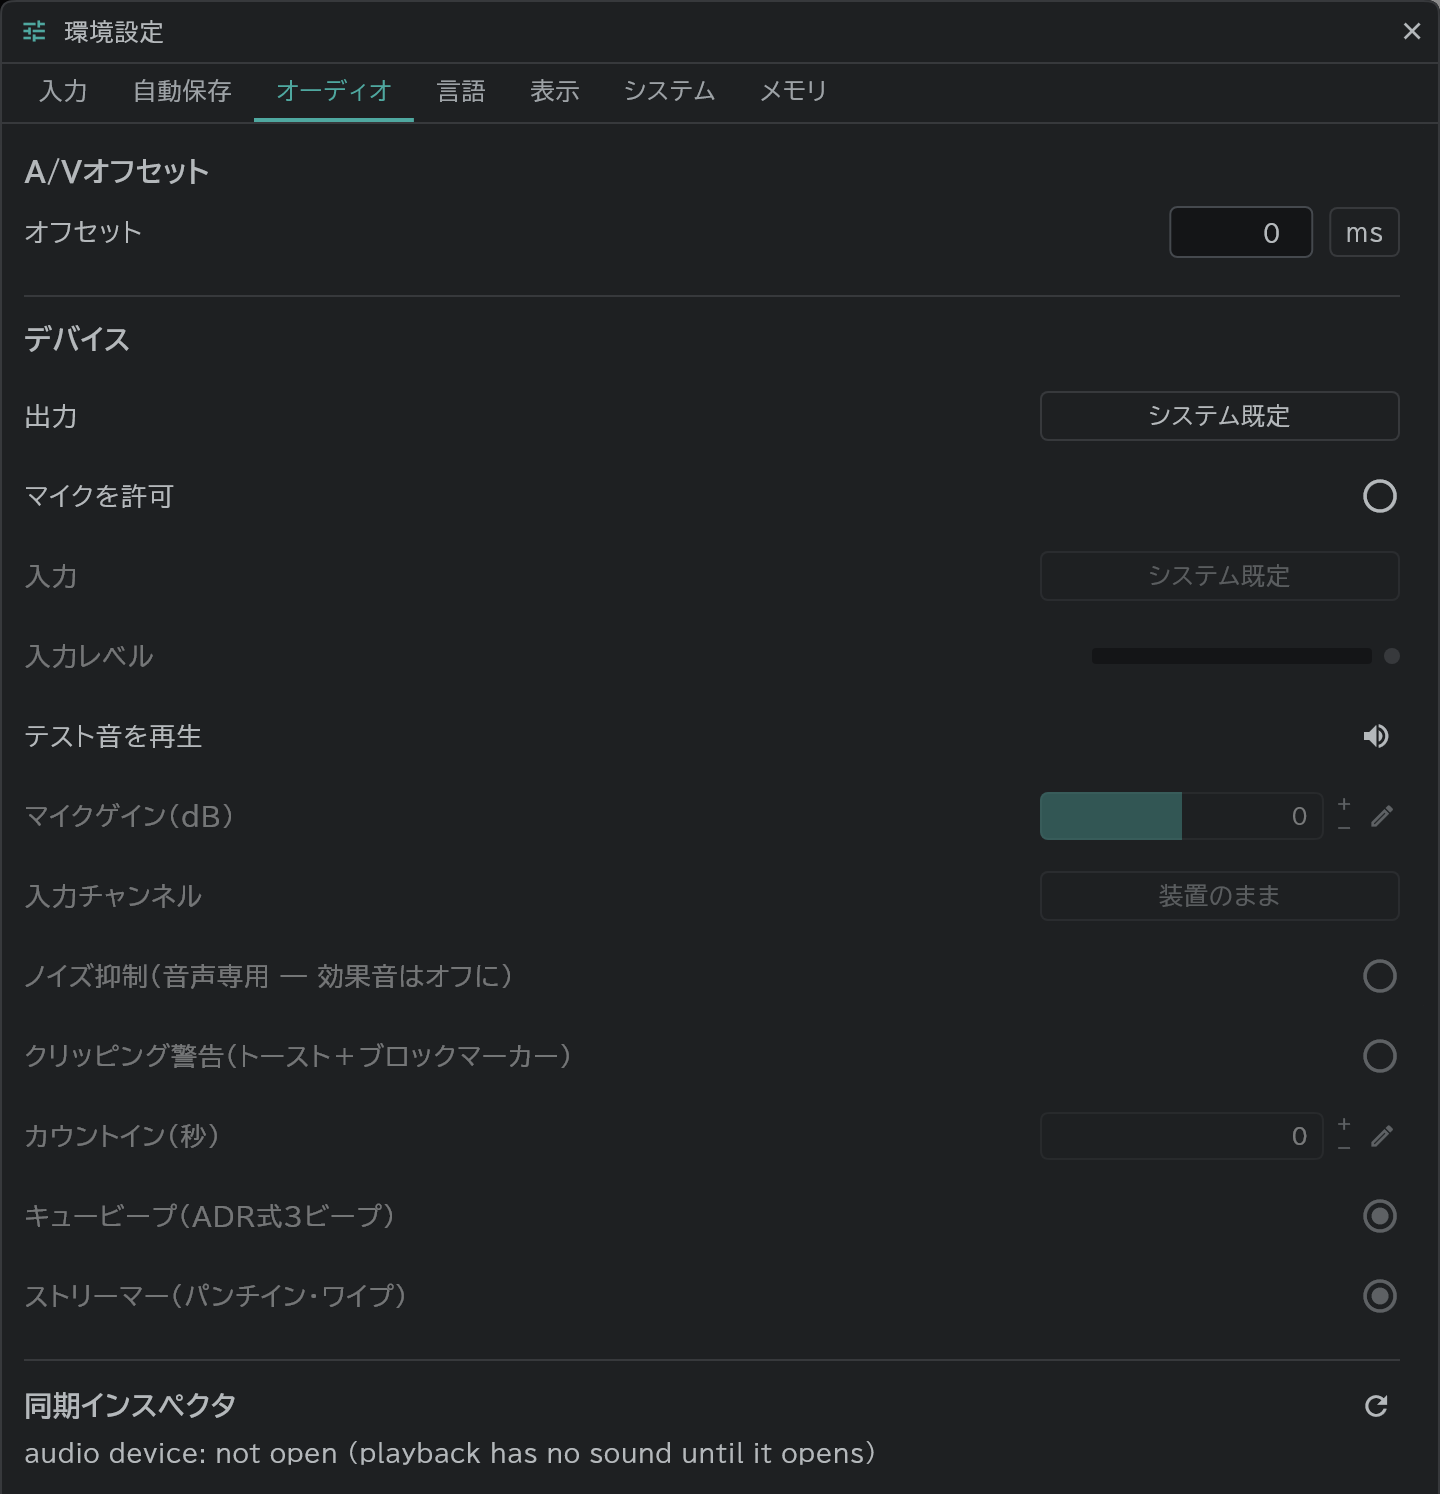 環境設定
入力 自動保存 オーディオ 言語 表示 システム メモリ
A/Vオフセット
オフセット 0 ms
デバイス
出力 システム既定
マイクを許可
入力 システム既定
入力レベル
テスト音を再生
マイクゲイン(dB) 0
入力チャンネル 装置のまま
ノイズ抑制(音声専用 — 効果音はオフに)
クリッピング警告(トースト＋ブロックマーカー)
カウントイン(秒) 0
キュービープ(ADR式3ビープ)
ストリーマー(パンチイン・ワイプ)
同期インスペクタ
audio device: not open (playback has no sound until it opens)